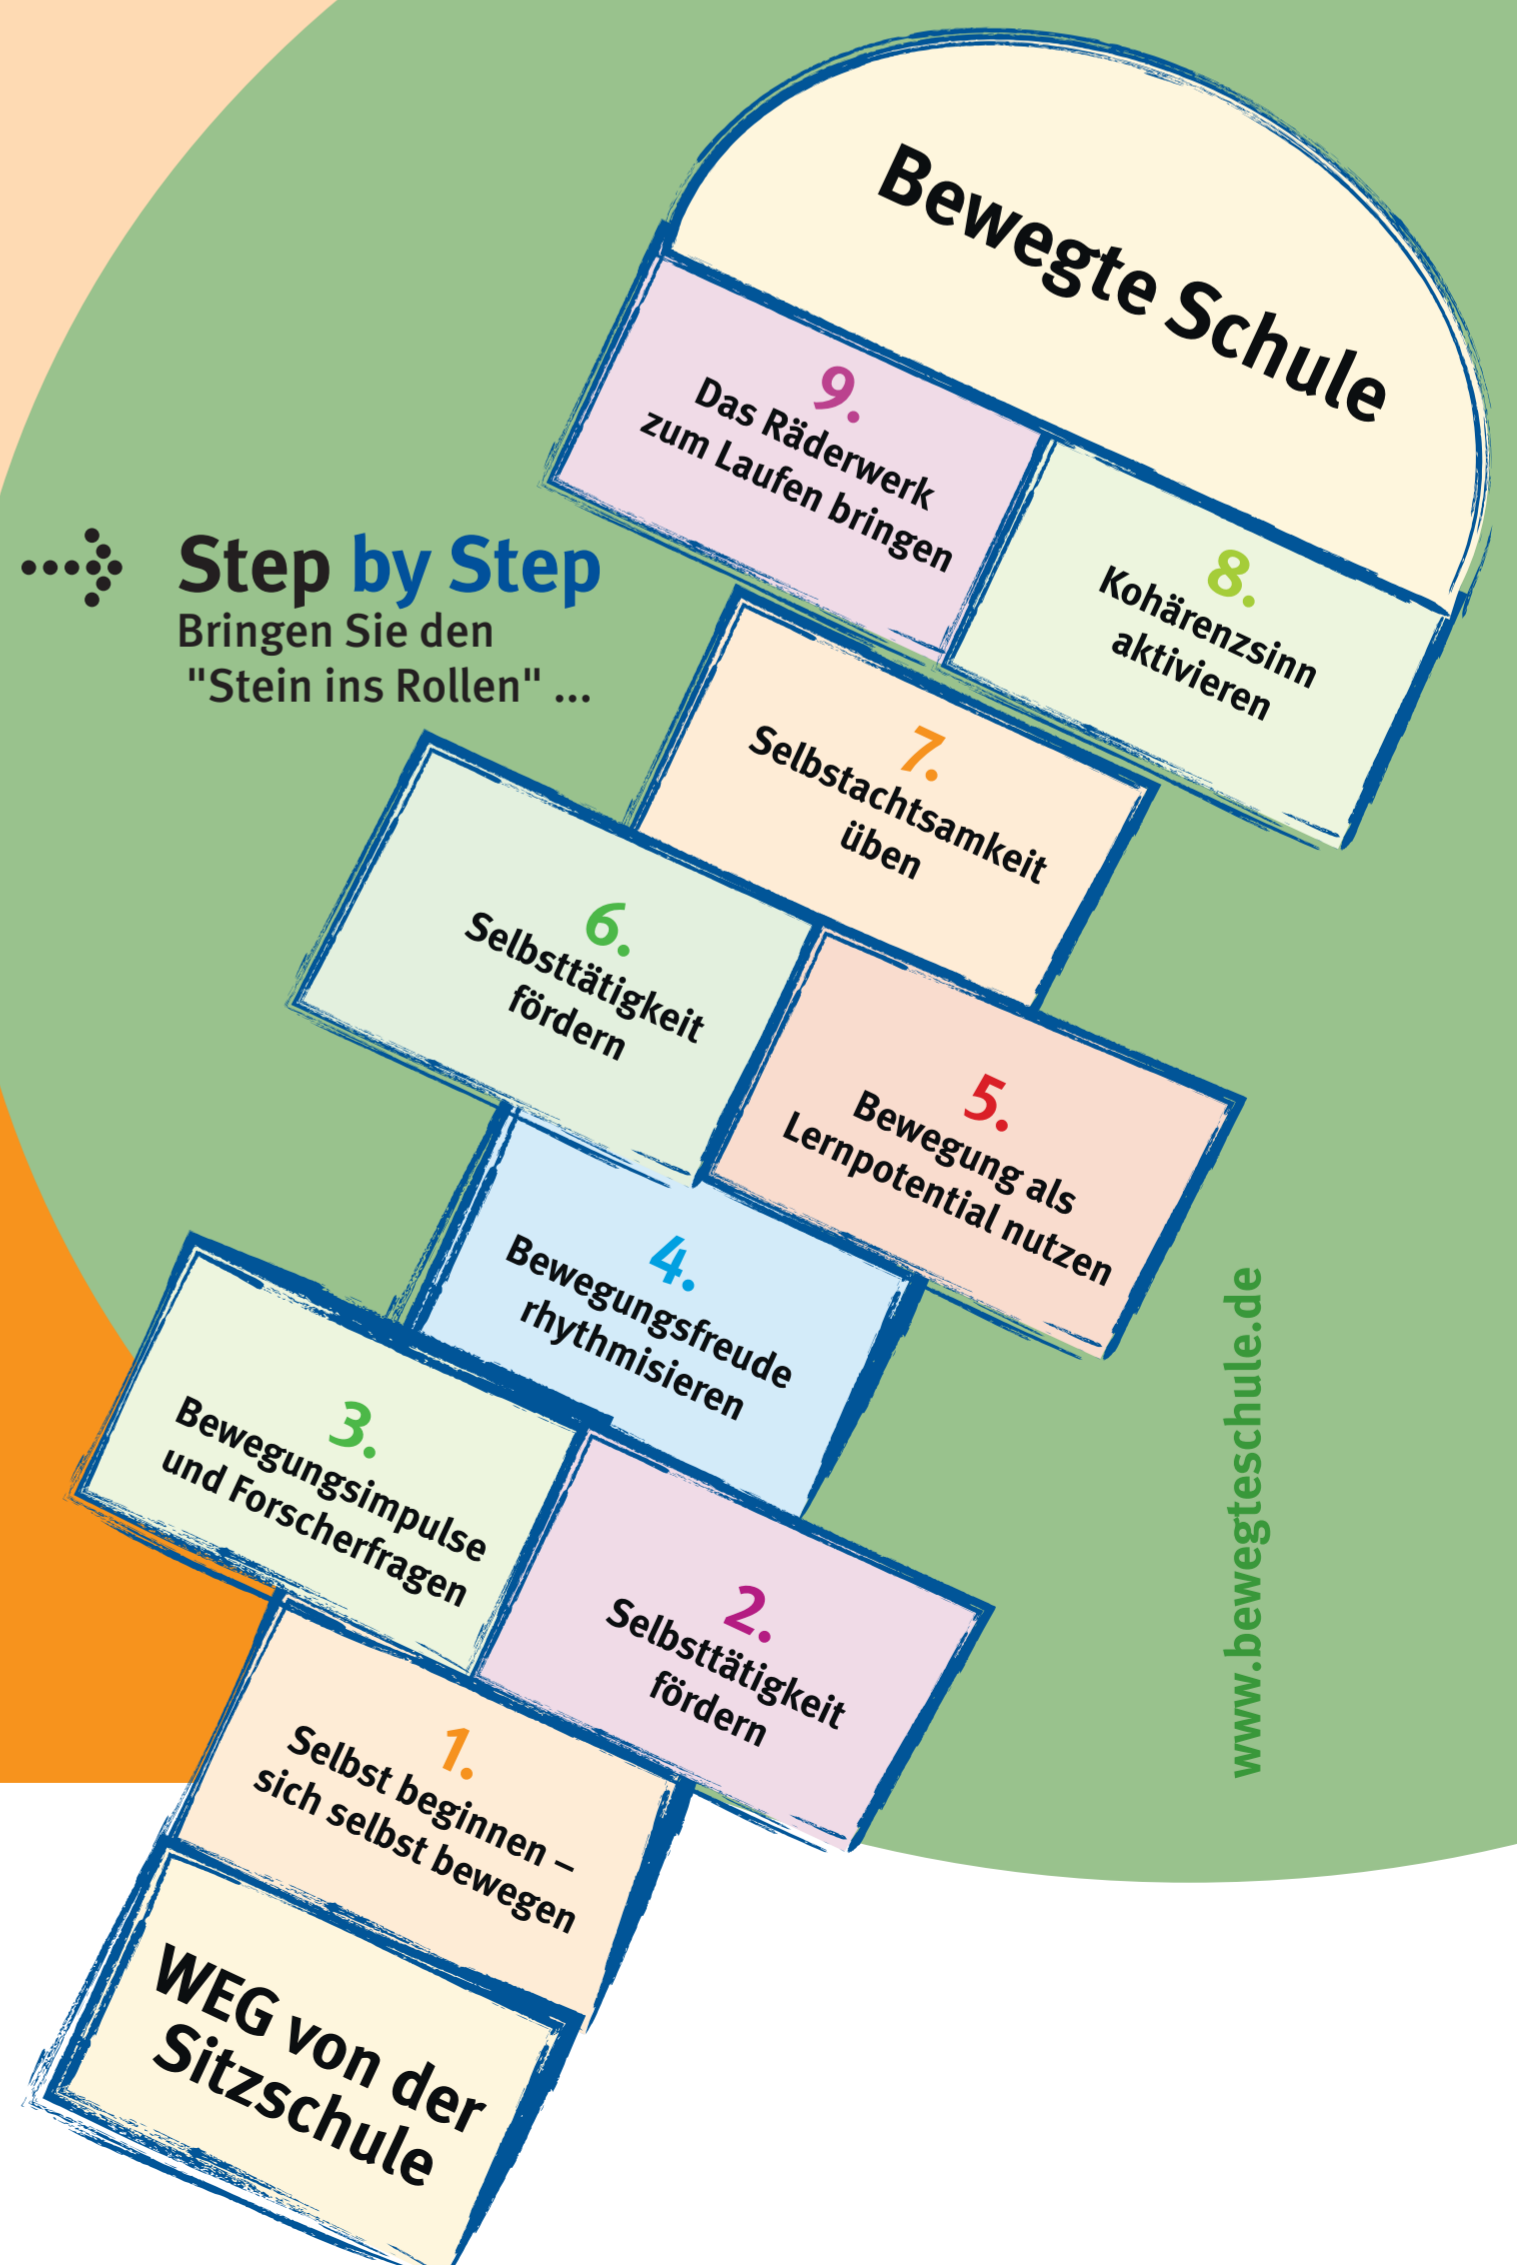 Bewegte Schule
9.
Das Räderwerk
zum Laufen bringen
8.
Kohärenzsinn
aktivieren
Step by Step
Bringen Sie den
"Stein ins Rollen" ...
7.
Selbstachtsamkeit
üben
6.
Selbsttätigkeit
fördern
5.
Bewegung als
Lernpotential nutzen
4.
Bewegungsfreude
rhythmisieren
3.
Bewegungsimpulse
und Forscherfragen
2.
Selbsttätigkeit
fördern
1.
Selbst beginnen –
sich selbst bewegen
WEG von der
Sitzschule
www.bewegteschule.de